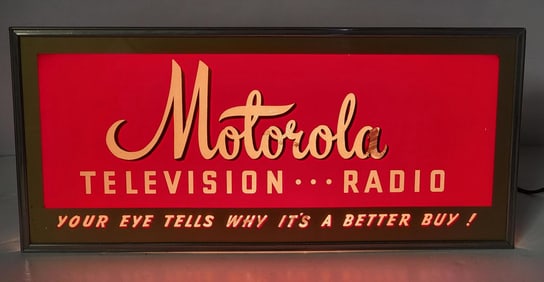 Motorola
TELEVISION ··· RADIO
YOUR EYE TELLS WHY IT'S A BETTER BUY !